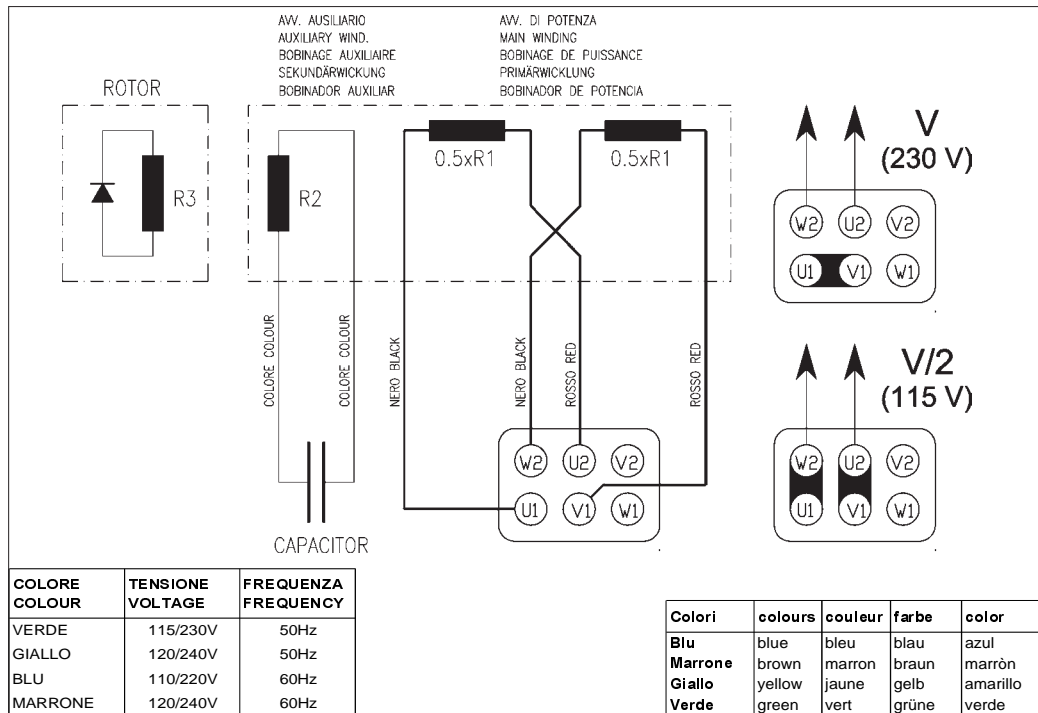 AVV. AUSILIARIO
AUXILIARY WIND.
BOBINAGE AUXILIAIRE
SEKUNDÄRWICKUNG
BOBINADOR AUXILIAR
AVV. DI POTENZA
MAIN WINDING
BOBINAGE DE PUISSANCE
PRIMÄRWICKLUNG
BOBINADOR DE POTENCIA
ROTOR
R3
R2
0.5xR1
0.5xR1
COLORE COLOUR
COLORE COLOUR
NERO BLACK
NERO BLACK
ROSSO RED
ROSSO RED
W2 U2 V2
U1 V1 W1
CAPACITOR
V
(230 V)
W2 U2 V2
U1 V1 W1
V/2
(115 V)
W2 U2 V2
U1 V1 W1
COLORE TENSIONE FREQUENZA
COLOUR VOLTAGE FREQUENCY
VERDE 115/230V 50Hz
GIALLO 120/240V 50Hz
BLU 110/220V 60Hz
MARRONE 120/240V 60Hz
Colori colours couleur farbe color
Blu blue bleu blau azul
Marrone brown marron braun marròn
Giallo yellow jaune gelb amarillo
Verde green vert grüne verde